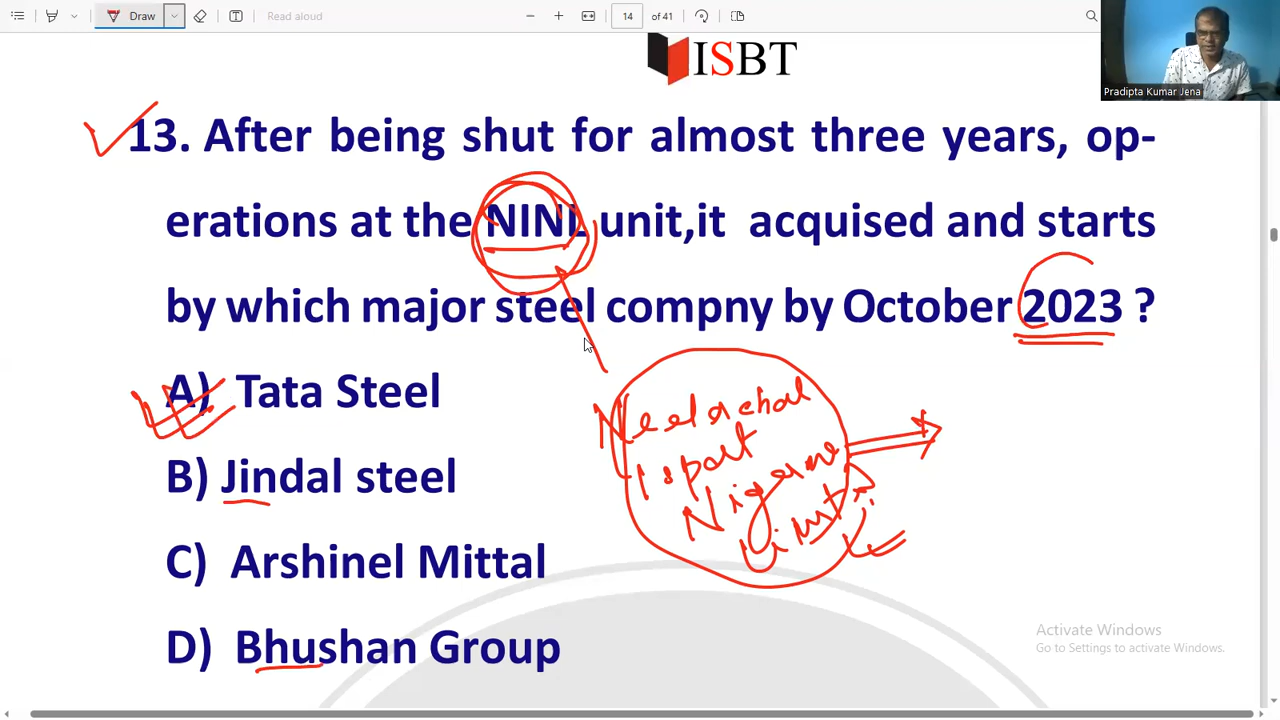 Draw
Read aloud
14 of 41
ISBT
Pradipta Kumar Jena
13. After being shut for almost three years, op-
erations at the NINL unit,it acquised and starts
by which major steel compny by October 2023 ?
A) Tata Steel
B) Jindal steel
C) Arshinel Mittal
D) Bhushan Group
Neelachal
Ispat
Nigam
Activate Windows
Go to Settings to activate Windows.